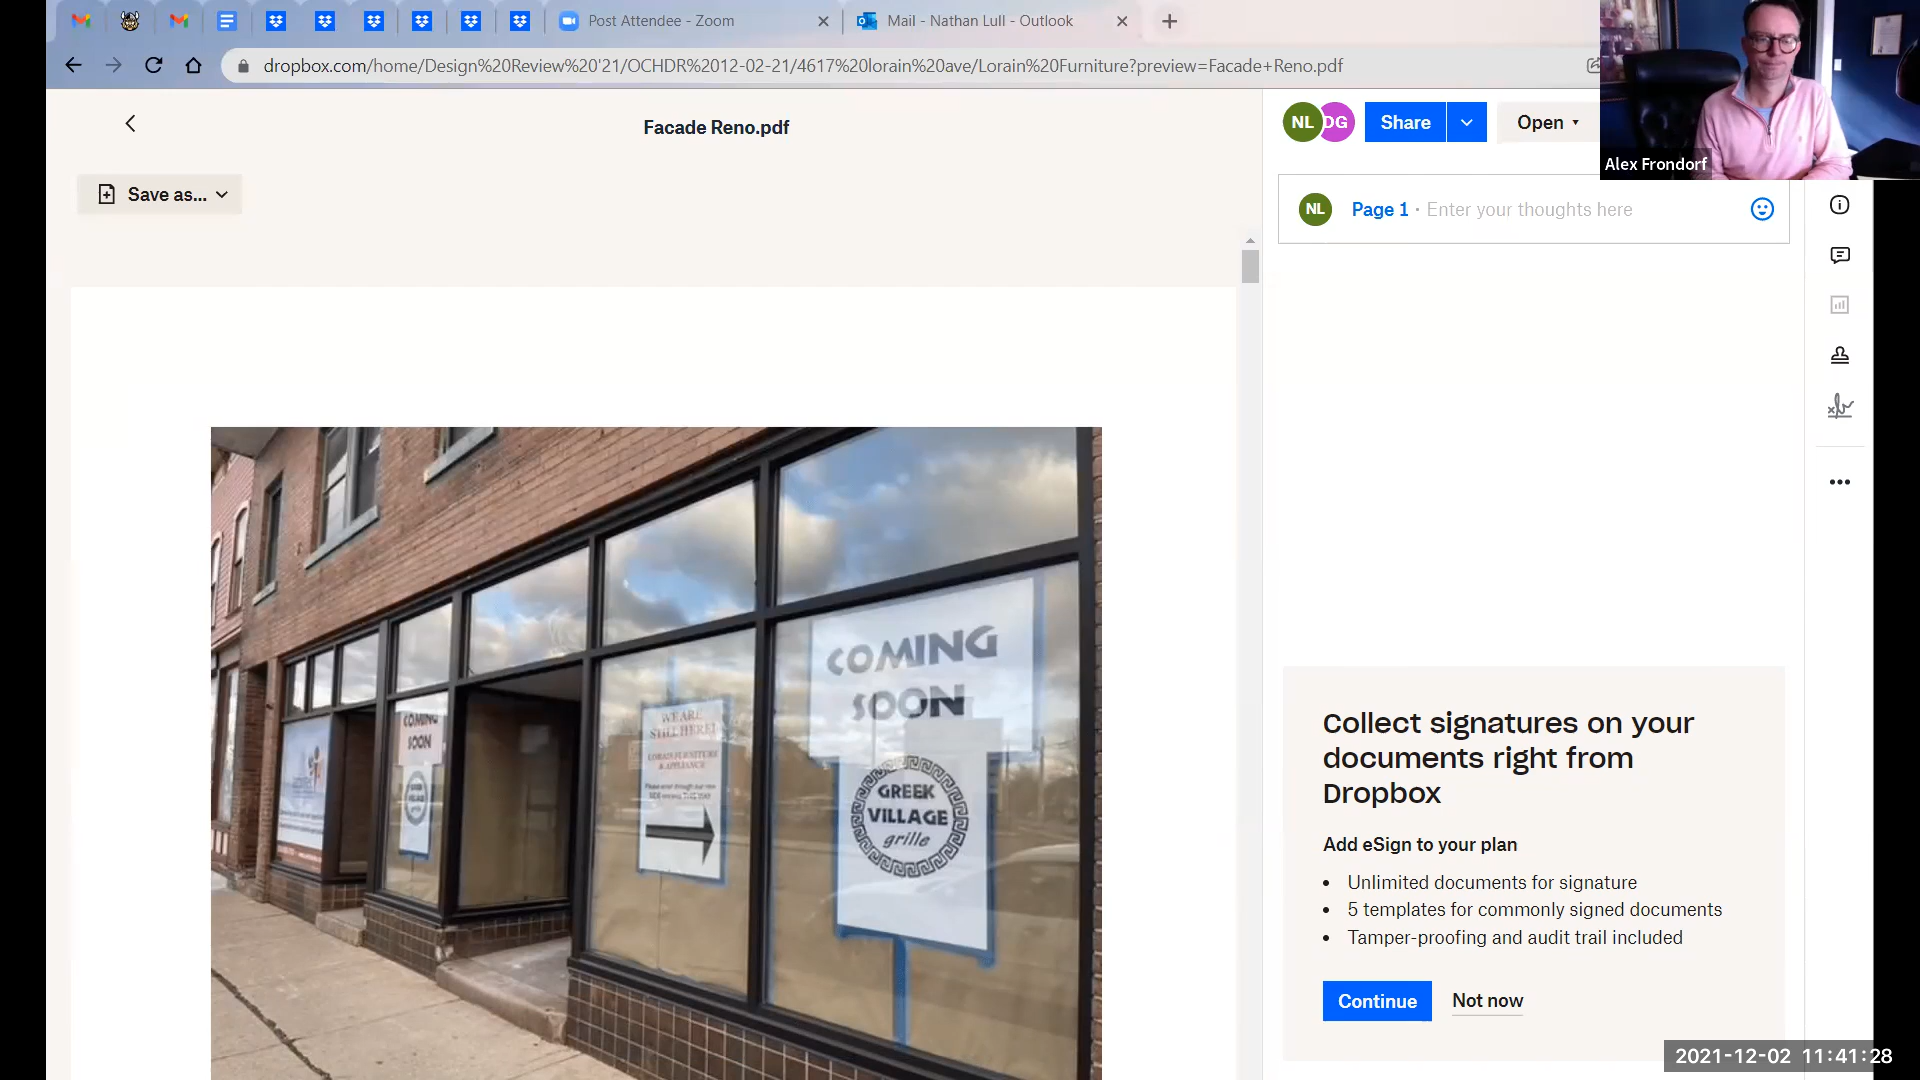 Post Attendee - Zoom
Mail - Nathan Lull - Outlook
dropbox.com/home/Design%20Review%20'21/OCHDR%2012-02-21/4617%20lorain%20ave/Lorain%20Furniture?preview=Facade+Reno.pdf
Facade Reno.pdf
NL
DG
Share
Open
Alex Frondorf
Save as...
NL
Page 1 · Enter your thoughts here
COMING
SOON
GREEK
VILLAGE
grille
WE ARE
STILL HERE!
LORAIN FURNITURE
& APPLIANCE
COMING
SOON
Collect signatures on your
documents right from
Dropbox
Add eSign to your plan
• Unlimited documents for signature
• 5 templates for commonly signed documents
• Tamper-proofing and audit trail included
Continue
Not now
2021-12-02 11:41:28